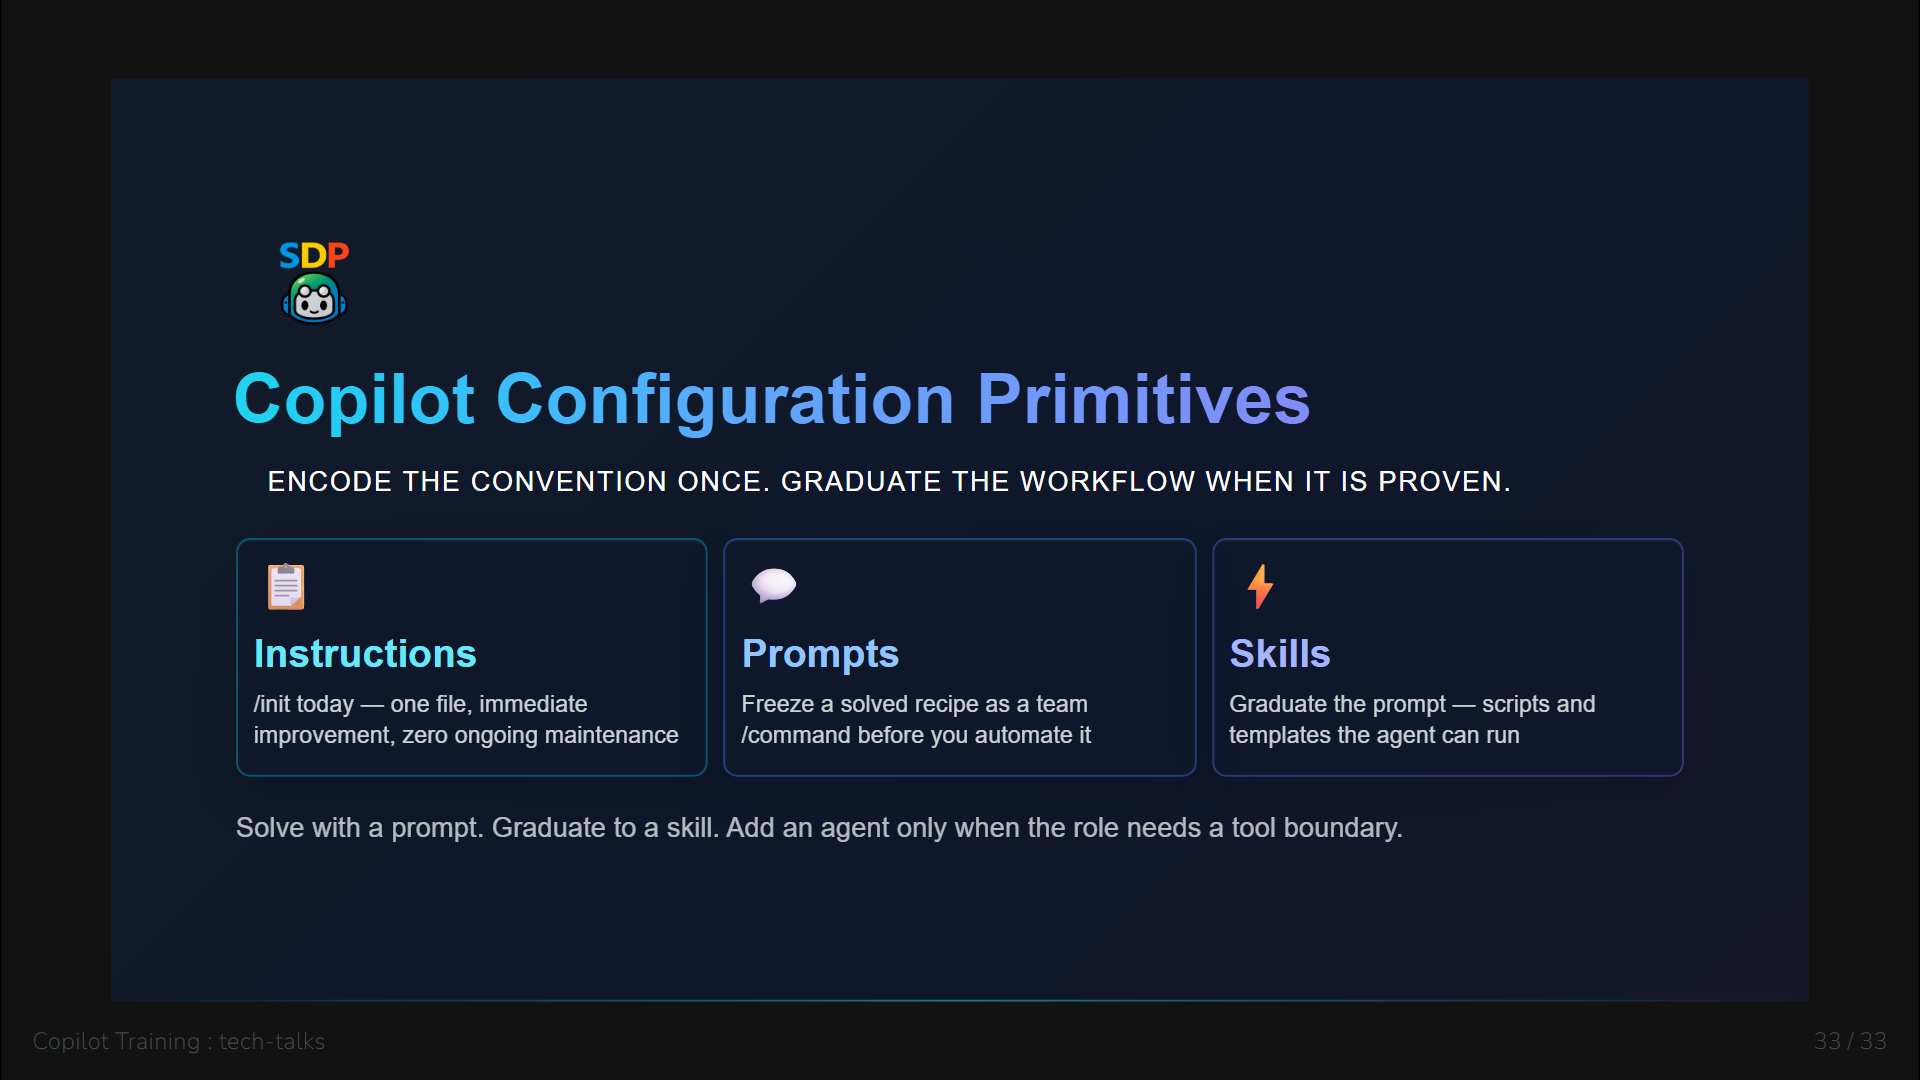 SDP
Copilot Configuration Primitives
ENCODE THE CONVENTION ONCE. GRADUATE THE WORKFLOW WHEN IT IS PROVEN.
Instructions
/init today — one file, immediate
improvement, zero ongoing maintenance
Prompts
Freeze a solved recipe as a team
/command before you automate it
Skills
Graduate the prompt — scripts and
templates the agent can run
Solve with a prompt. Graduate to a skill. Add an agent only when the role needs a tool boundary.
Copilot Training : tech-talks
33 / 33